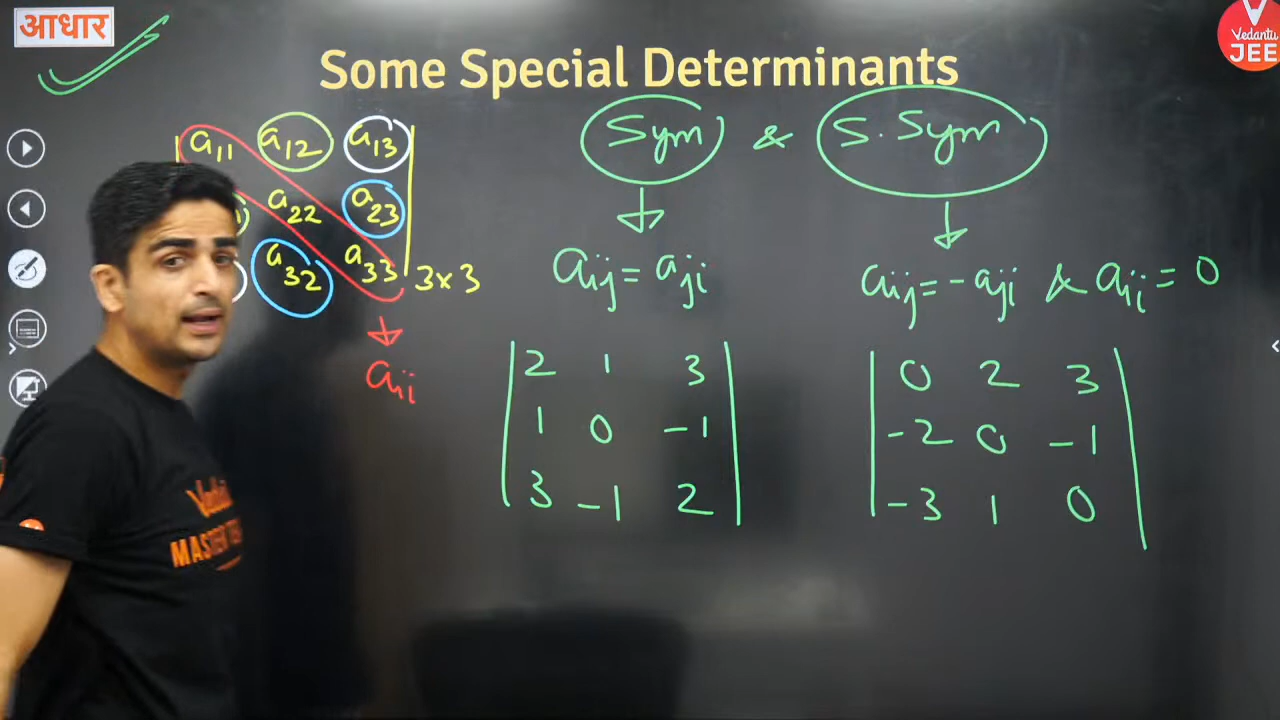 आधार
Vedantu
JEE
Some Special Determinants
Sym & S. Sym
a11 a12 a13
a22 a23
a32 a33 3x3
aii
aij = aji
aij = -aji & aii = 0
2 1 3
1 0 -1
3 -1 2
0 2 3
-2 0 -1
-3 1 0
MASTER